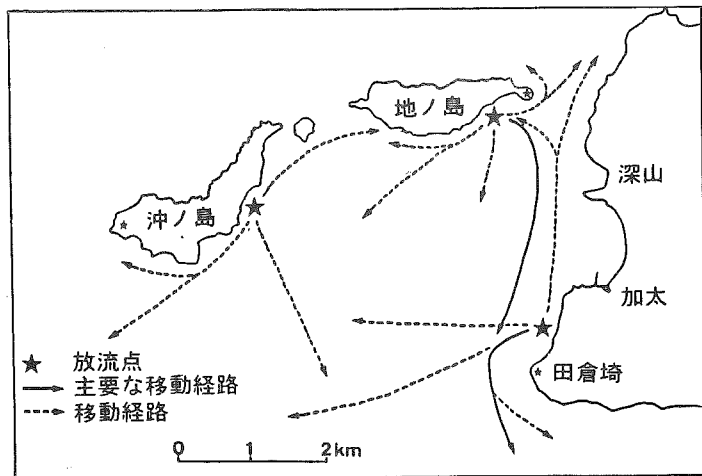 地ノ島
深山
沖ノ島
加太
田倉埼
放流点
主要な移動経路
移動経路
0 1 2km